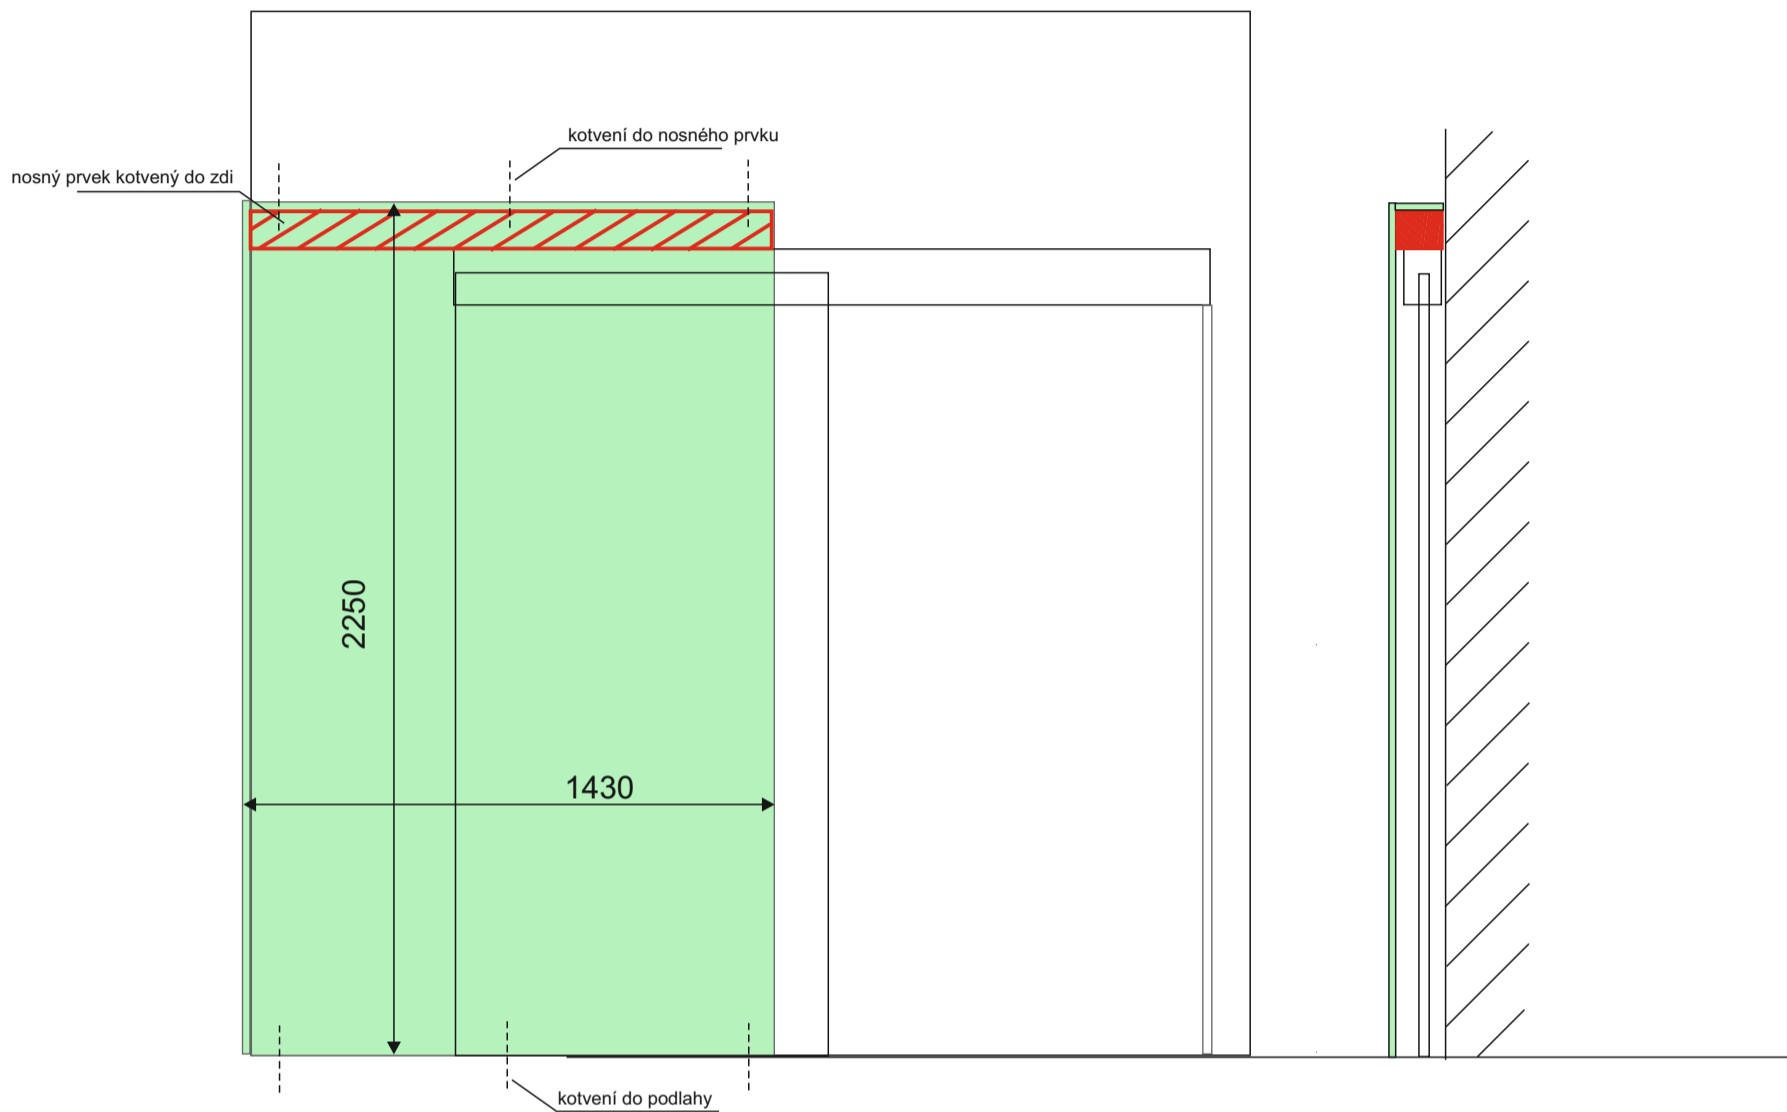 kotvení do nosného prvku
nosný prvek kotvený do zdi
2250
1430
kotvení do podlahy